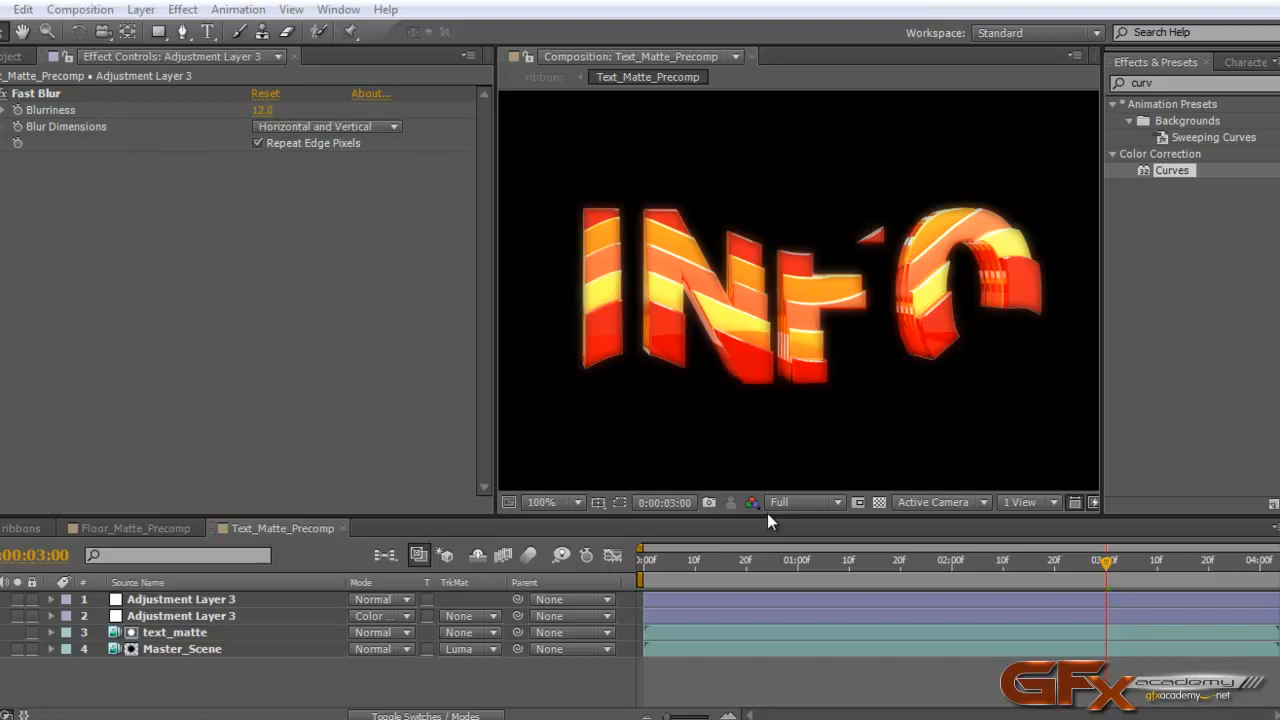 Edit Composition Layer Effect Animation View Window Help
Workspace: Standard Search Help
oject Effect Controls: Adjustment Layer 3 Composition: Text_Matte_Precomp Effects & Presets Characte
t_Matte_Precomp • Adjustment Layer 3 ribbons Text_Matte_Precomp curv
Fast Blur Reset About...
Blurriness 12.0
Blur Dimensions Horizontal and Vertical
Repeat Edge Pixels
* Animation Presets
Backgrounds
Sweeping Curves
Color Correction
32 Curves
INFO
100% 0:00:03:00 Full Active Camera 1 View
ribbons Floor_Matte_Precomp Text_Matte_Precomp
:00:03:00 :00f 10f 20f 01:00f 10f 20f 02:00f 10f 20f 03:00f 10f 20f 04:00f
# Source Name Mode T TrkMat Parent
1 Adjustment Layer 3 Normal None
2 Adjustment Layer 3 Color ... None None
3 text_matte Normal None None
4 Master_Scene Normal Luma None
Toggle Switches / Modes
GFx academy
gfxacademy.net